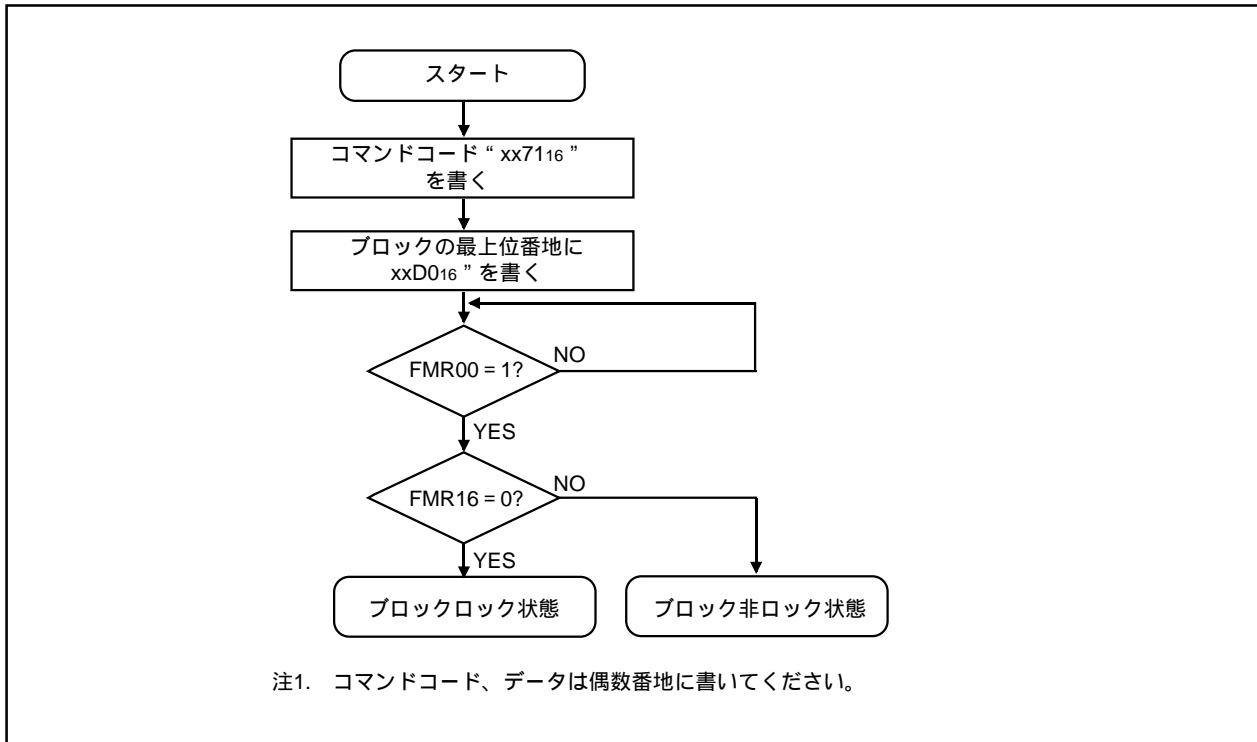 スタート
コマンドコード“ xx7116 ”
を書く
ブロックの最上位番地に
xxD016 ” を書く
NO
FMR00 = 1?
YES
NO
FMR16 = 0?
YES
ブロックロック状態
ブロック非ロック状態
注1. コマンドコード、データは偶数番地に書いてください。